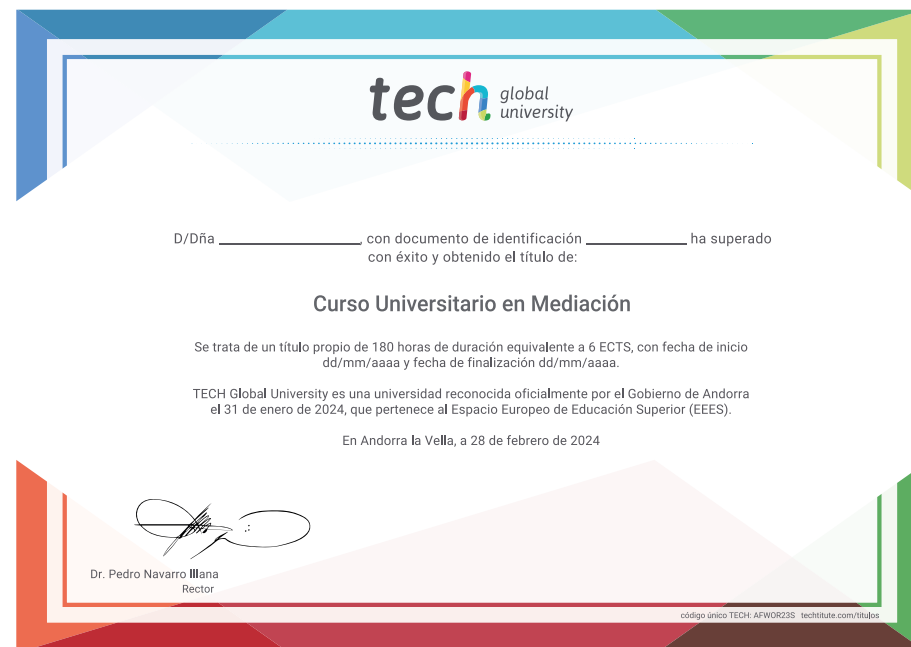 tech global university
D/Dña ______________, con documento de identificación __________ ha superado
con éxito y obtenido el título de:
Curso Universitario en Mediación
Se trata de un título propio de 180 horas de duración equivalente a 6 ECTS, con fecha de inicio
dd/mm/aaaa y fecha de finalización dd/mm/aaaa.
TECH Global University es una universidad reconocida oficialmente por el Gobierno de Andorra
el 31 de enero de 2024, que pertenece al Espacio Europeo de Educación Superior (EEES).
En Andorra la Vella, a 28 de febrero de 2024
Dr. Pedro Navarro Illana
Rector
código único TECH: AFWOR23S techtitute.com/titulos